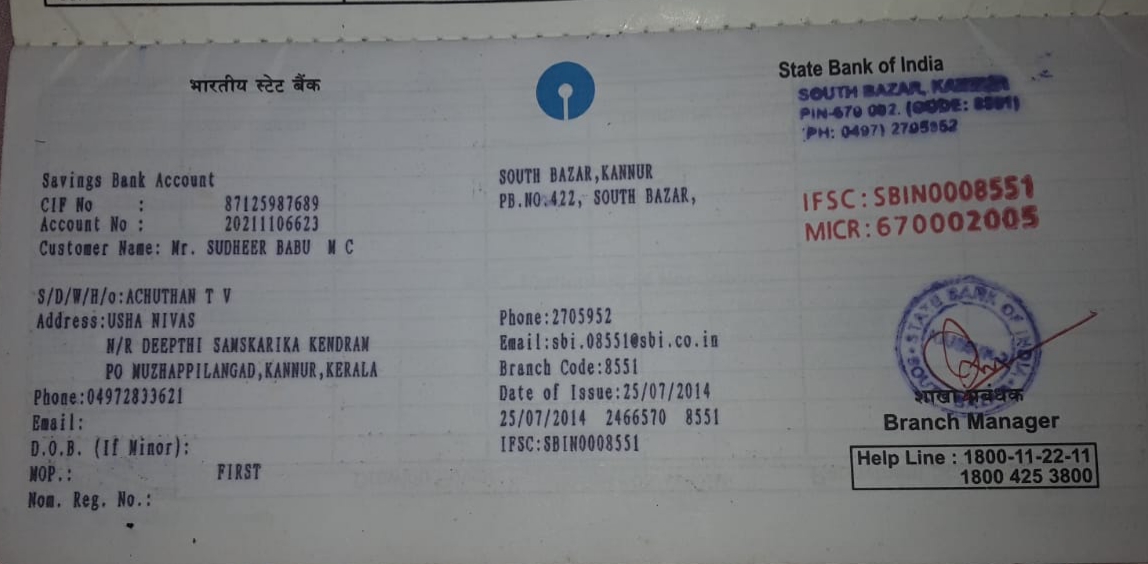 भारतीय स्टेट बैंक
State Bank of India
SOUTH BAZAR, KANNUR
PIN-670 002. (CODE: 8551)
PH: 0497) 2705952
Savings Bank Account
CIF No : 87125987689
Account No : 20211106623
Customer Name: Mr. SUDHEER BABU M C
S/D/W/H/o:ACHUTHAN T V
Address:USHA NIVAS
N/R DEEPTHI SAMSKARIKA KENDRAM
PO MUZHAPPILANGAD,KANNUR,KERALA
Phone:04972833621
Email:
D.O.B. (If Minor):
MOP.: FIRST
Nom. Reg. No.:
SOUTH BAZAR,KANNUR
PB.NO.422, SOUTH BAZAR,
Phone:2705952
Email:sbi.08551@sbi.co.in
Branch Code:8551
Date of Issue:25/07/2014
25/07/2014 2466570 8551
IFSC:SBIN0008551
IFSC:SBIN0008551
MICR:670002005
STATE BANK OF INDIA
शाखा प्रबंधक
Branch Manager
Help Line : 1800-11-22-11
1800 425 3800